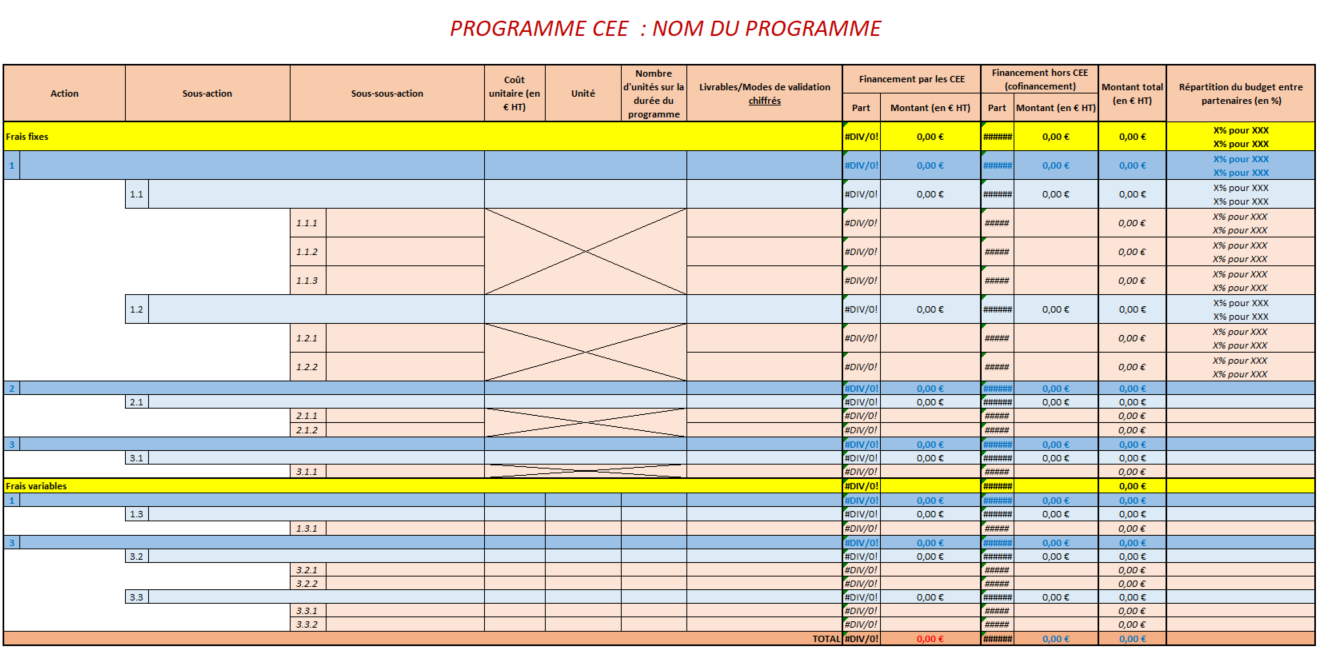 PROGRAMME CEE : NOM DU PROGRAMME
Action Sous-action Sous-sous-action Coût unitaire (en € HT) Unité Nombre d'unités sur la durée du programme Livrables/Modes de validation chiffrés Financement par les CEE Financement hors CEE (cofinancement) Montant total (en € HT) Répartition du budget entre partenaires (en %)
Part Montant (en € HT) Part Montant (en € HT)
Frais fixes #DIV/0! 0,00 € ###### 0,00 € 0,00 € X% pour XXX
X% pour XXX
1 #DIV/0! 0,00 € ###### 0,00 € 0,00 € X% pour XXX
X% pour XXX
1.1 #DIV/0! 0,00 € ###### 0,00 € 0,00 € X% pour XXX
X% pour XXX
1.1.1 #DIV/0! ##### 0,00 € X% pour XXX
X% pour XXX
1.1.2 #DIV/0! ##### 0,00 € X% pour XXX
X% pour XXX
1.1.3 #DIV/0! ##### 0,00 € X% pour XXX
X% pour XXX
1.2 #DIV/0! 0,00 € ###### 0,00 € 0,00 € X% pour XXX
X% pour XXX
1.2.1 #DIV/0! ##### 0,00 € X% pour XXX
X% pour XXX
1.2.2 #DIV/0! ##### 0,00 € X% pour XXX
X% pour XXX
2 #DIV/0! 0,00 € ###### 0,00 € 0,00 €
2.1 #DIV/0! 0,00 € ###### 0,00 € 0,00 €
2.1.1 #DIV/0! ##### 0,00 €
2.1.2 #DIV/0! ##### 0,00 €
3 #DIV/0! 0,00 € ###### 0,00 € 0,00 €
3.1 #DIV/0! 0,00 € ###### 0,00 € 0,00 €
3.1.1 #DIV/0! ##### 0,00 €
Frais variables #DIV/0! ###### 0,00 €
1 #DIV/0! 0,00 € ###### 0,00 € 0,00 €
1.3 #DIV/0! 0,00 € ###### 0,00 € 0,00 €
1.3.1 #DIV/0! ##### 0,00 €
3 #DIV/0! 0,00 € ###### 0,00 € 0,00 €
3.2 #DIV/0! 0,00 € ###### 0,00 € 0,00 €
3.2.1 #DIV/0! ##### 0,00 €
3.2.2 #DIV/0! ##### 0,00 €
3.3 #DIV/0! 0,00 € ###### 0,00 € 0,00 €
3.3.1 #DIV/0! ##### 0,00 €
3.3.2 #DIV/0! ##### 0,00 €
TOTAL #DIV/0! 0,00 € ###### 0,00 € 0,00 €